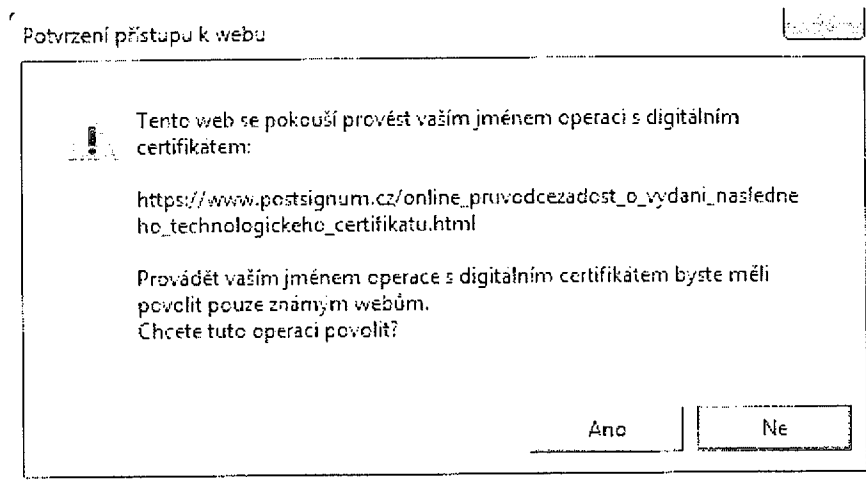 Potvrzení přístupu k webu
Tento web se pokouší provést vaším jménem operaci s digitálním
certifikátem:
https://www.postsignum.cz/online_pruvodcezadost_o_vydani_nasledne
ho_technologickeho_certifikatu.html
Provádět vaším jménem operace s digitálním certifikátem byste měli
povolit pouze známým webům.
Chcete tuto operaci povolit?
Ano
Ne